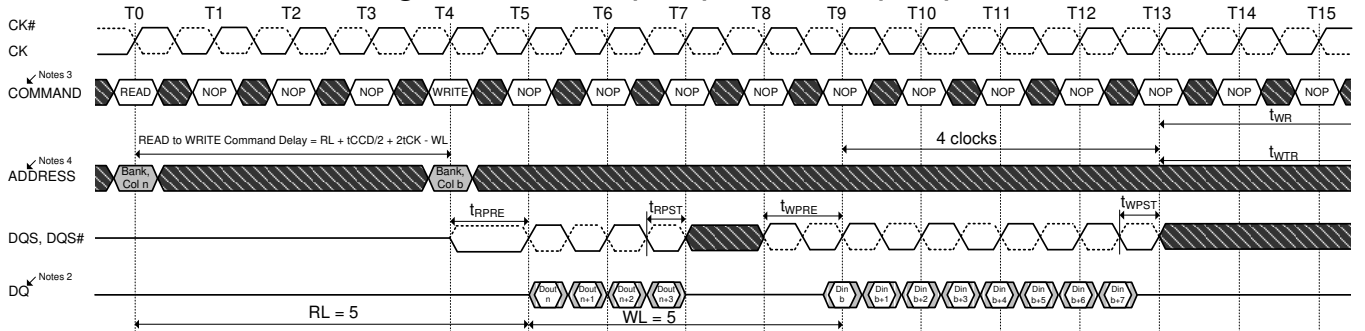 T0 T1 T2 T3 T4 T5 T6 T7 T8 T9 T10 T11 T12 T13 T14 T15
CK#
CK
Notes 3
COMMAND READ NOP NOP NOP WRITE NOP NOP NOP NOP NOP NOP NOP NOP NOP NOP NOP
tWR
READ to WRITE Command Delay = RL + tCCD/2 + 2tCK - WL
4 clocks
Notes 4
tWTR
ADDRESS
Bank, Col n
Bank, Col b
tRPRE tRPST tWPRE tWPST
DQS, DQS#
Notes 2
DQ
Dout n
Dout n+1
Dout n+2
Dout n+3
Din b
Din b+1
Din b+2
Din b+3
Din b+4
Din b+5
Din b+6
Din b+7
RL = 5 WL = 5